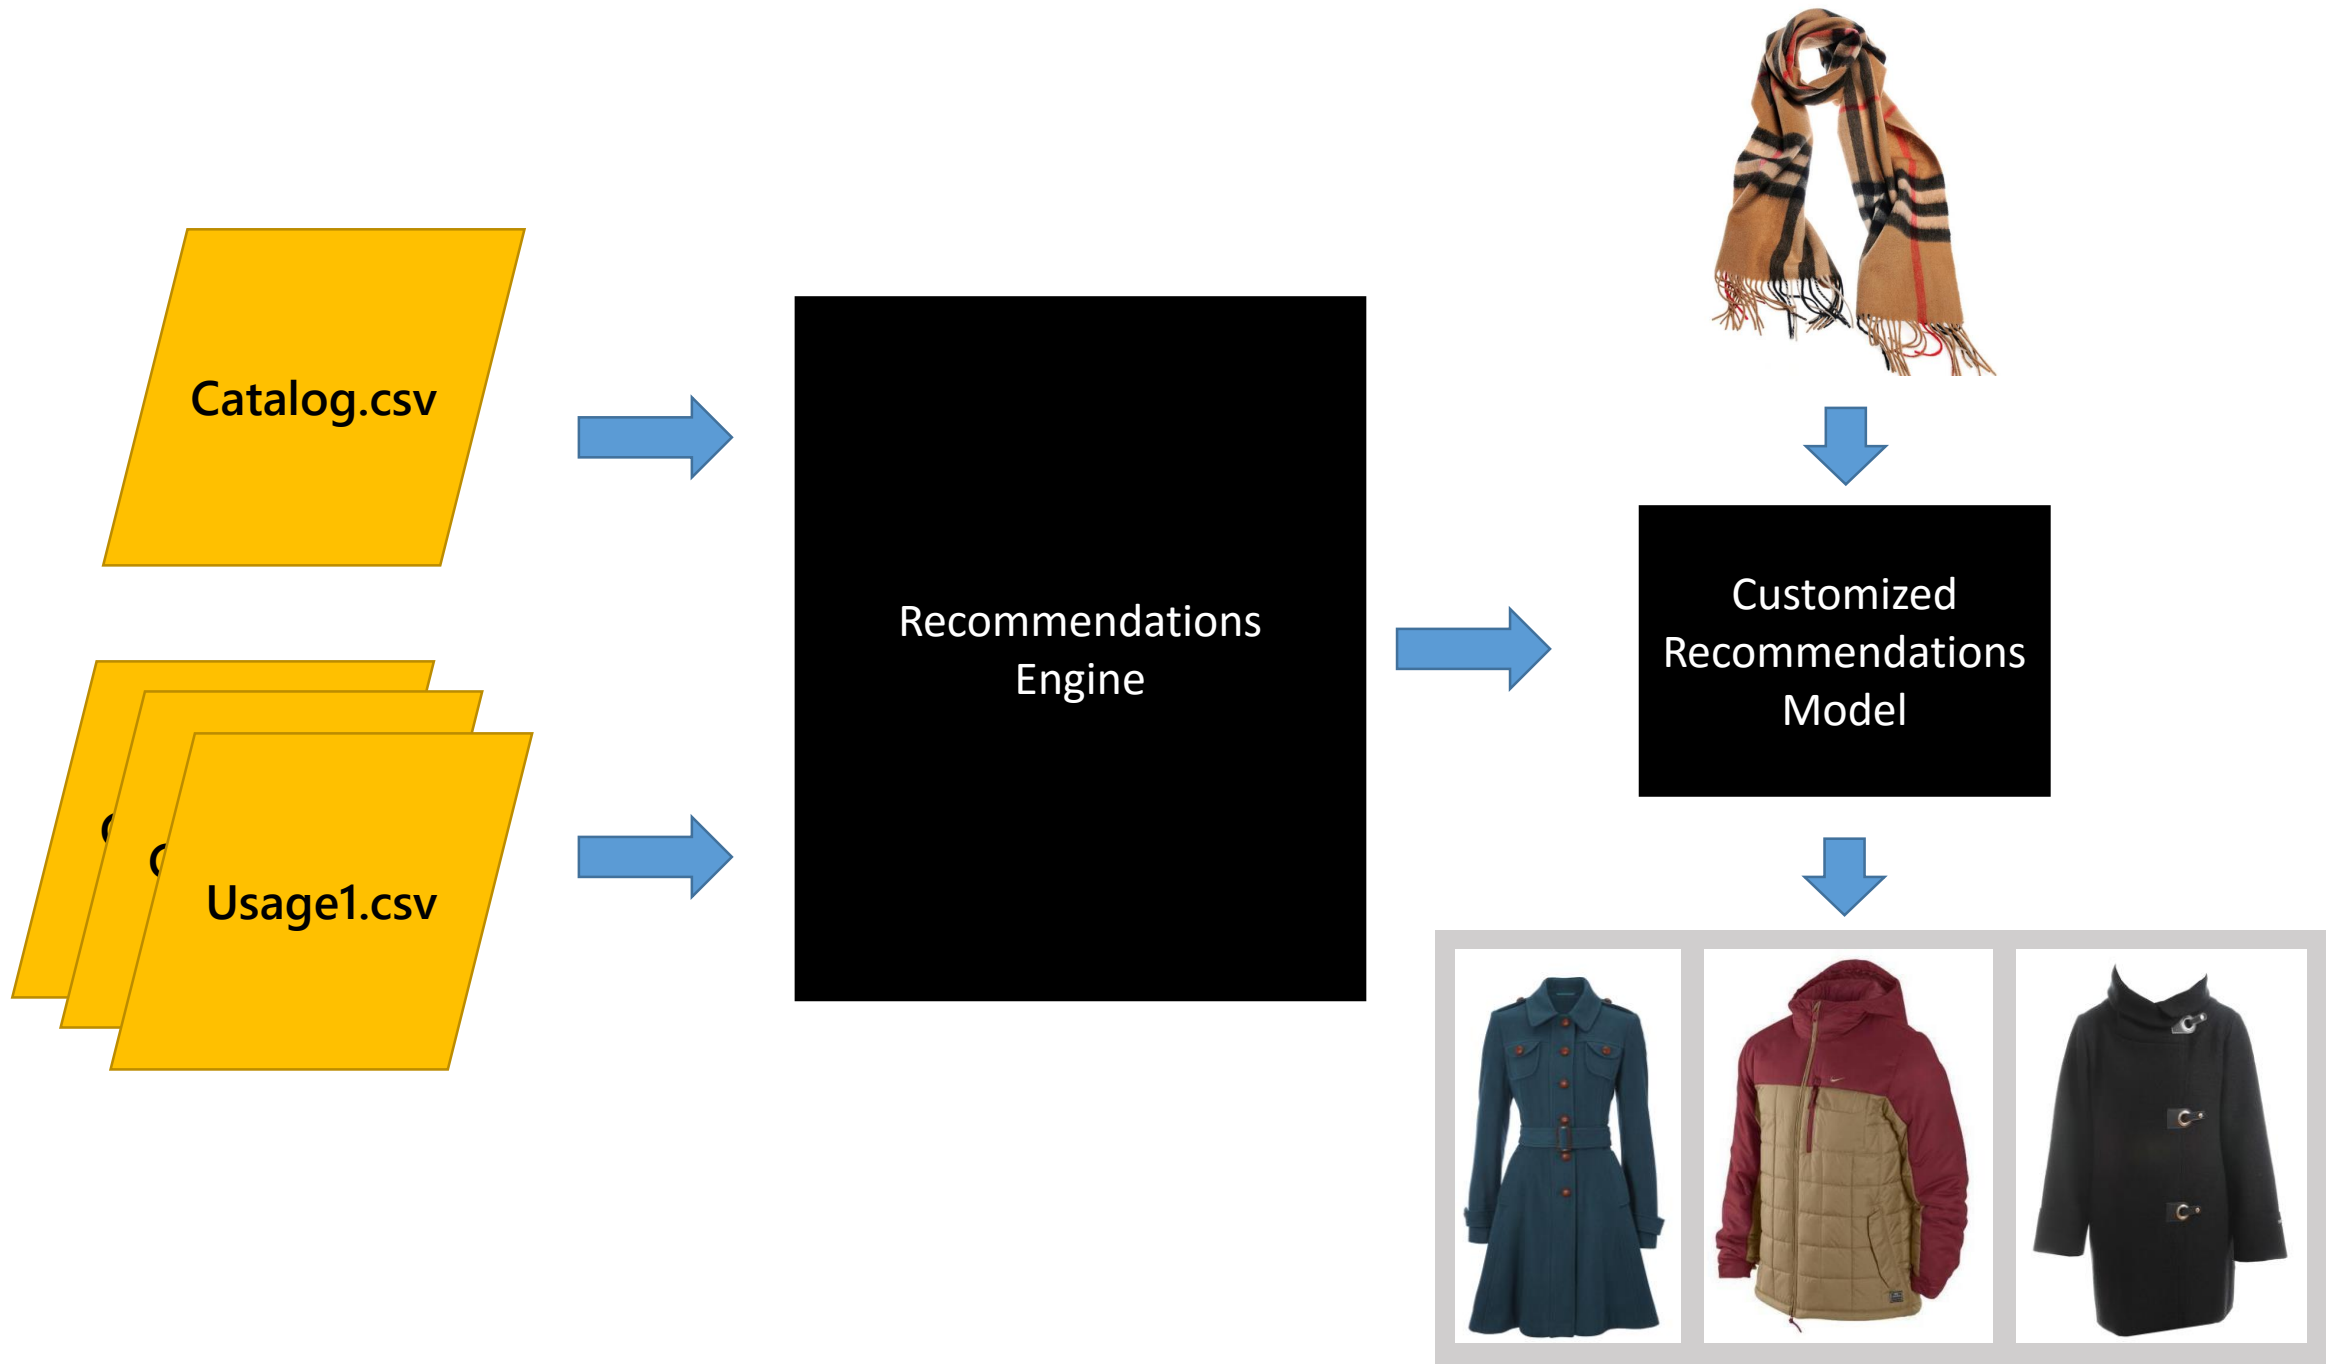 Catalog.csv
Usage1.csv
Recommendations
Engine
Customized
Recommendations
Model